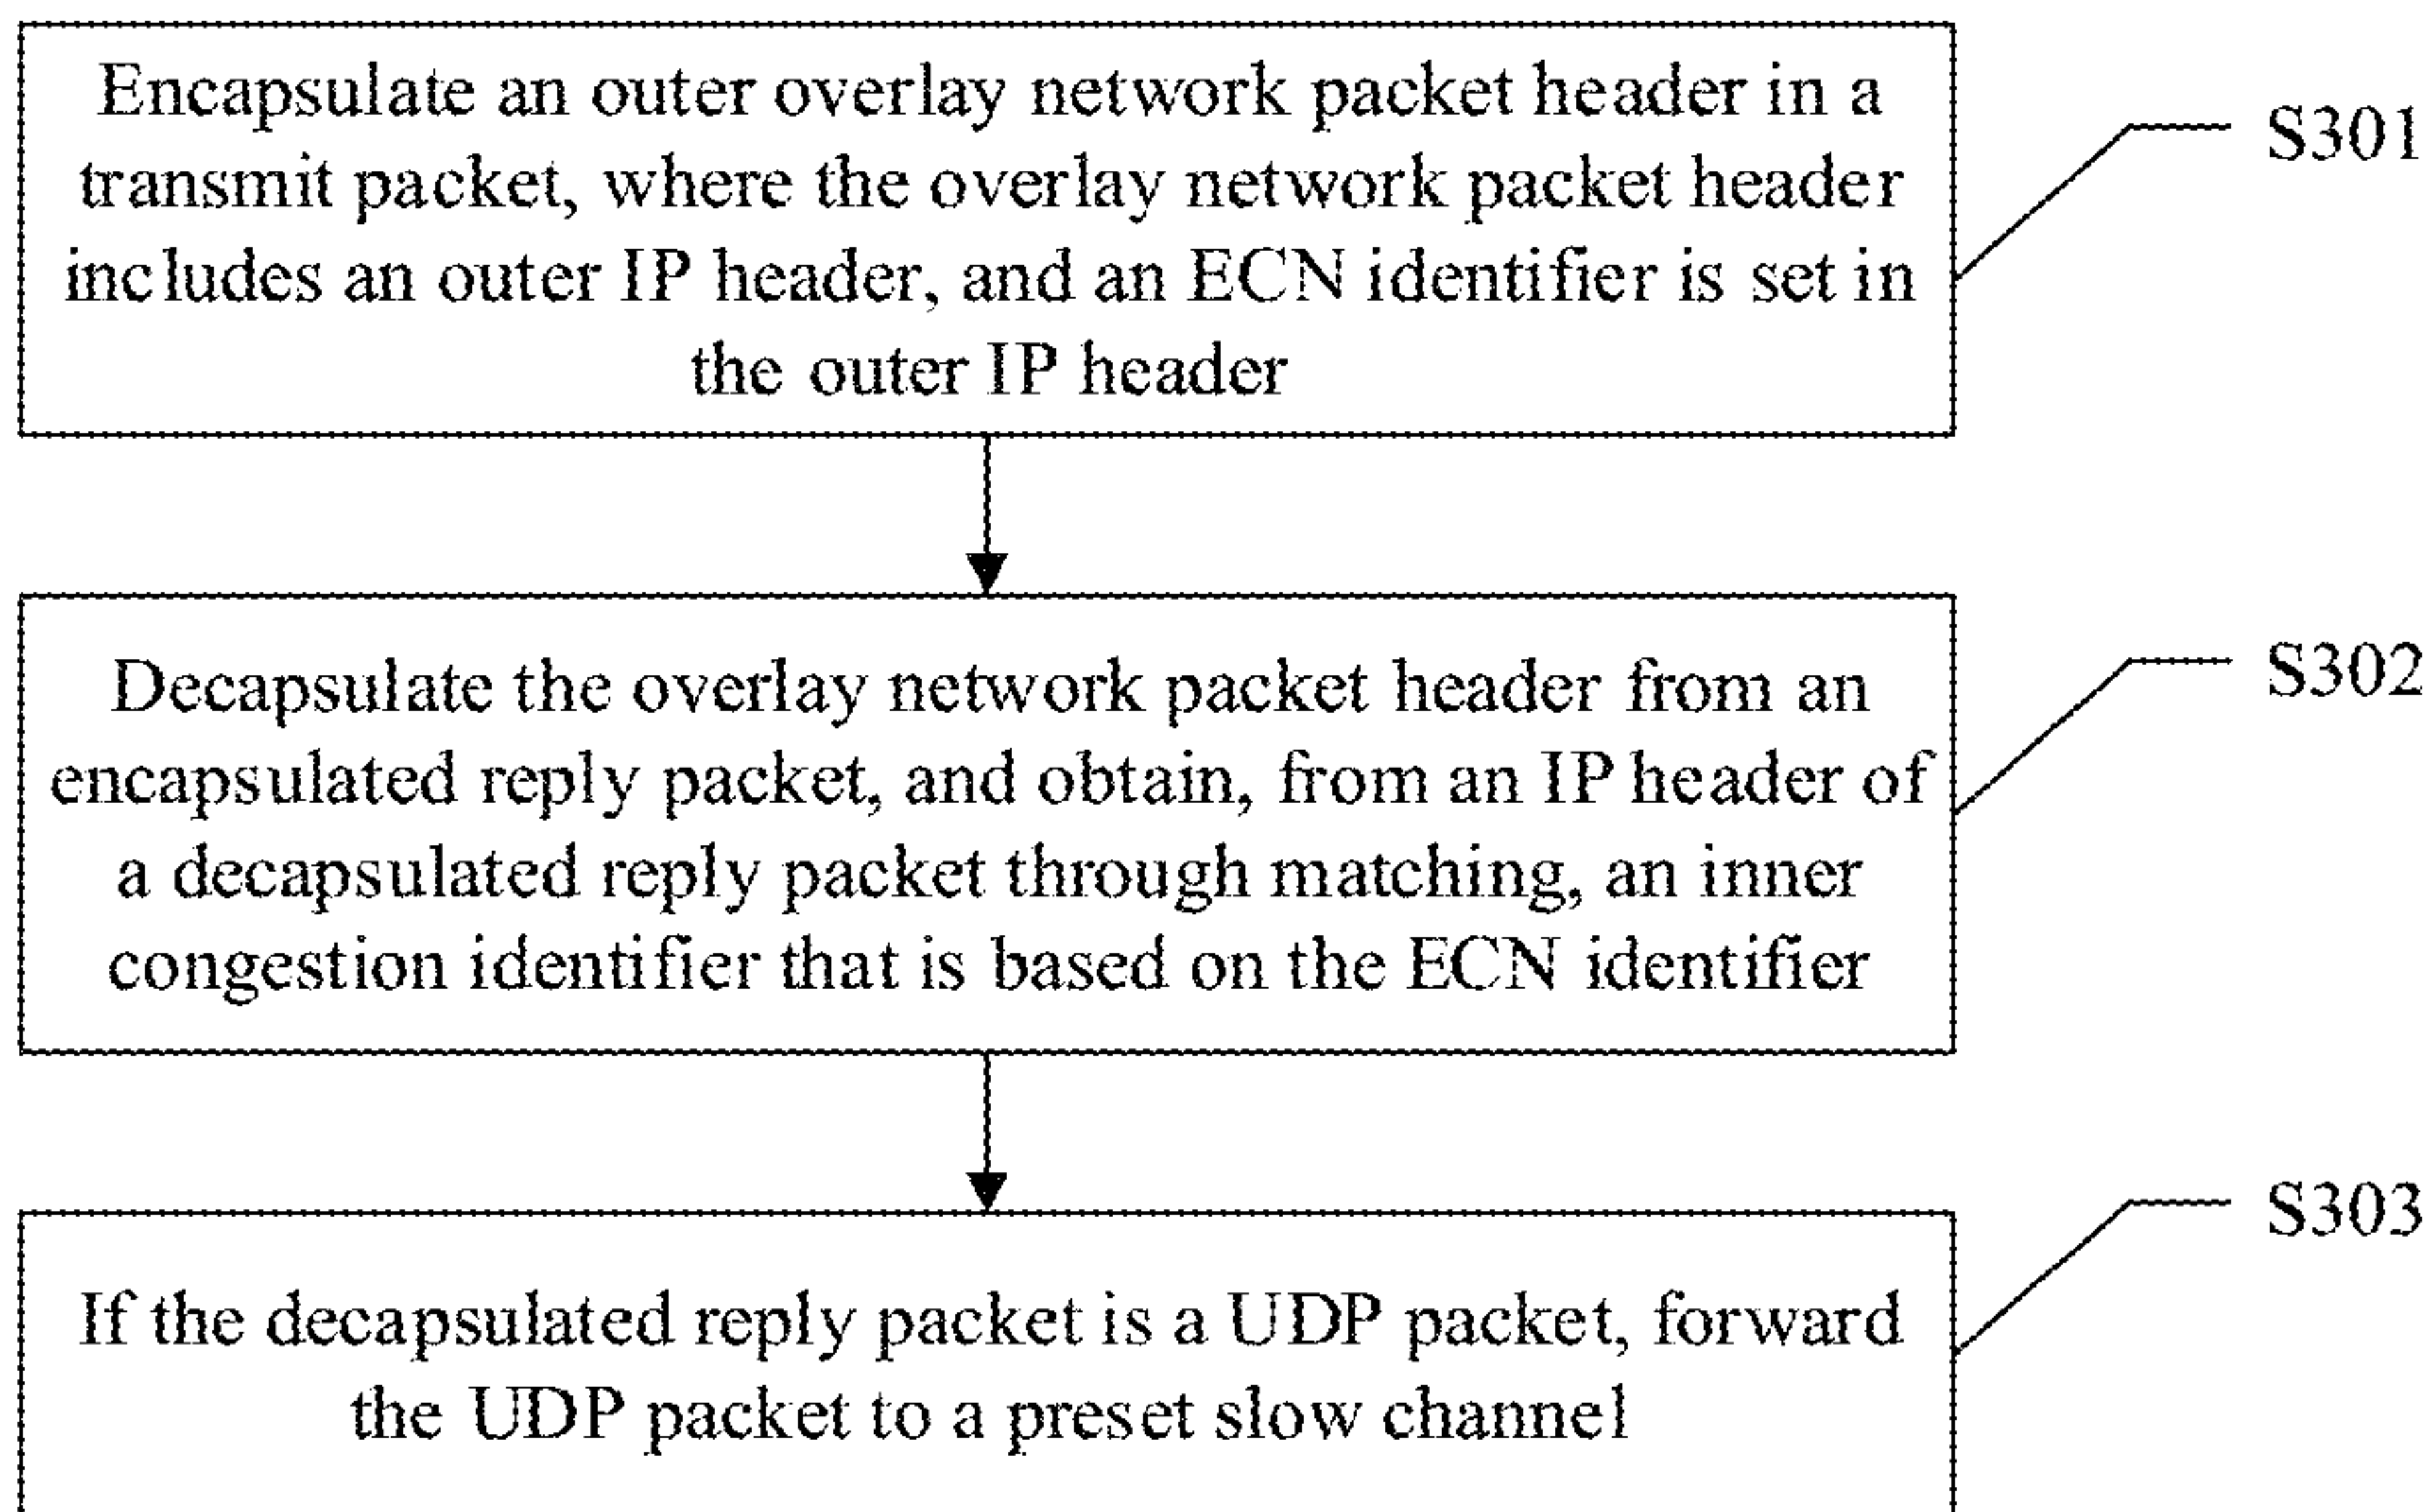 Encapsulate an outer overlay network packet header in a
transmit packet, where the overlay network packet header
includes an outer IP header, and an ECN identifier is set in
the outer IP header
S301
Decapsulate the overlay network packet header from an
encapsulated reply packet, and obtain, from an IP header of
a decapsulated reply packet through matching, an inner
congestion identifier that is based on the ECN identifier
S302
If the decapsulated reply packet is a UDP packet, forward
the UDP packet to a preset slow channel
S303